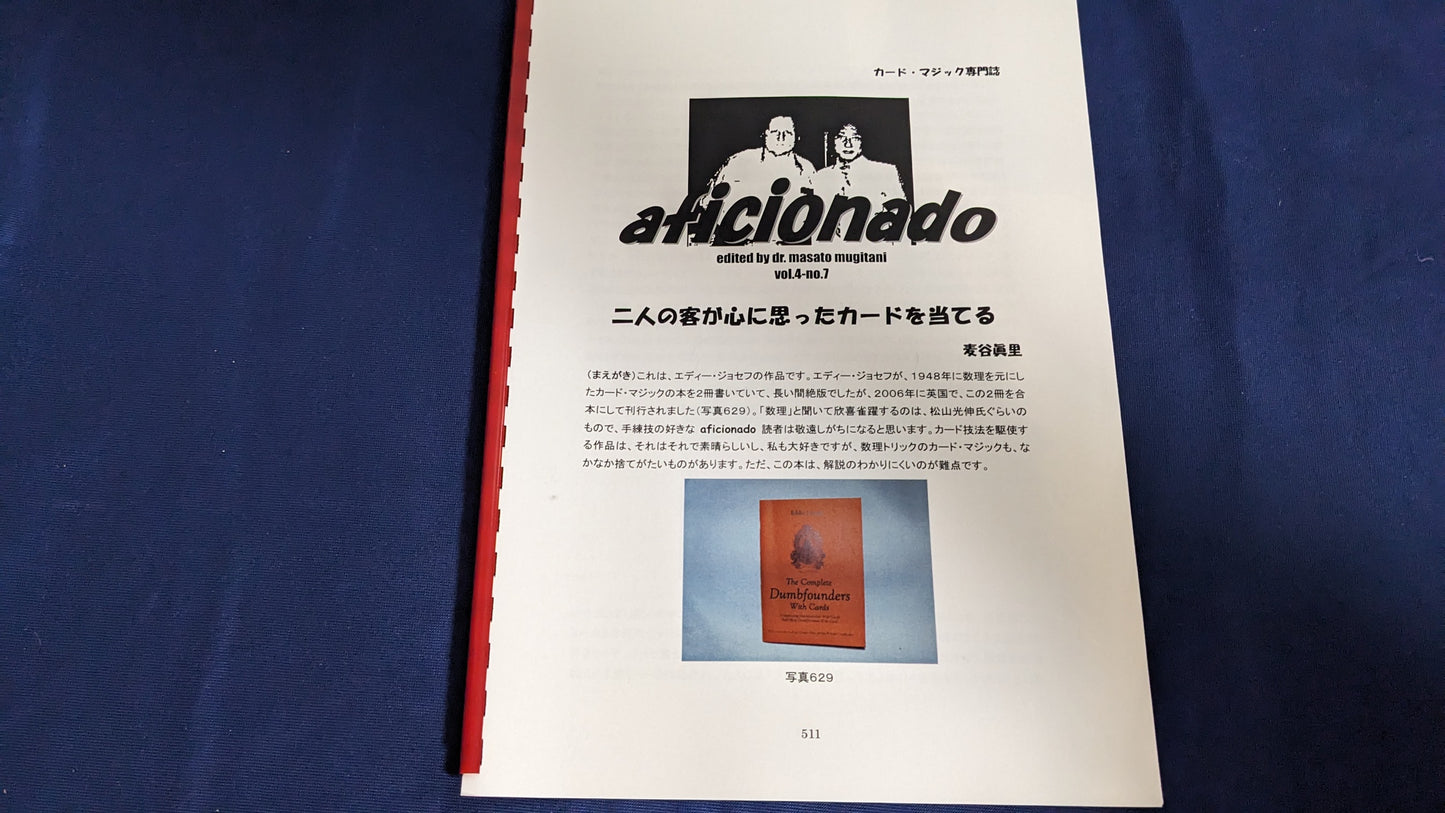 カード・マジック専門誌
aficionado
edited by dr. masato mugitani
vol.4-no.7
二人の客が心に思ったカードを当てる
麦谷眞里
(まえがき)これは、エディー・ジョセフの作品です。エディー・ジョセフが、1948年に数理を元にし
たカード・マジックの本を2冊書いていて、長い間絶版でしたが、2006年に英国で、この2冊を合
本にして刊行されました(写真629)。「数理」と聞いて欣喜雀躍するのは、松山光伸氏ぐらいの
もので、手練技の好きな aficionado 読者は敬遠しがちになると思います。カード技法を駆使す
る作品は、それはそれで素晴らしいし、私も大好きですが、数理トリックのカード・マジックも、な
かなか捨てがたいものがあります。ただ、この本は、解説のわかりにくいのが難点です。
The Complete
Dumbfounders
With Cards
写真629
511